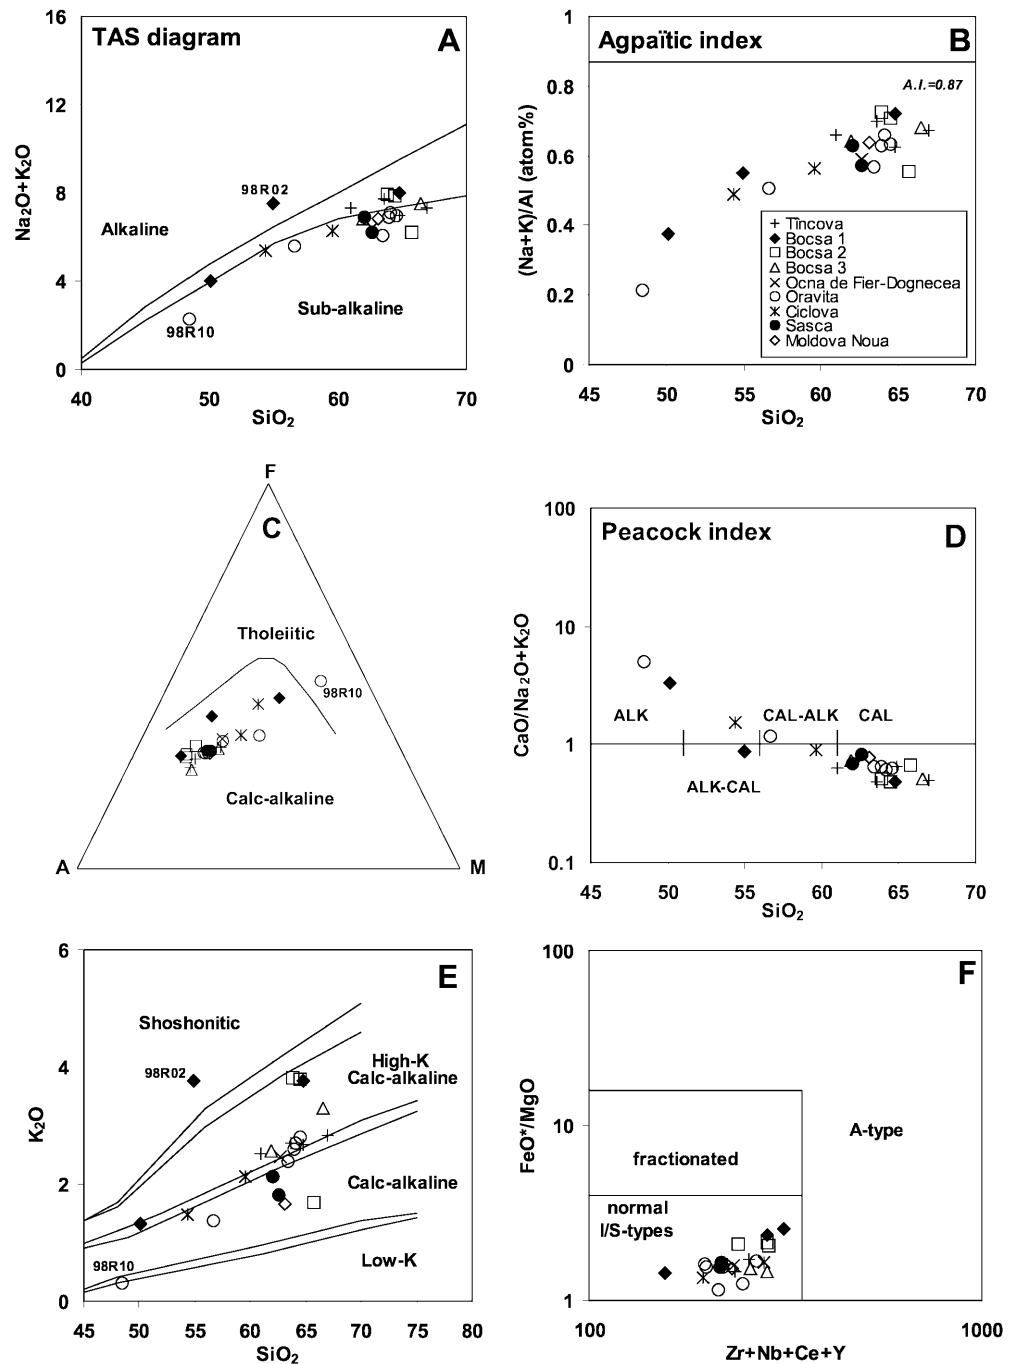 TAS diagram
A
16
12
8
4
0
Na2O+K2O
98R02
Alkaline
Sub-alkaline
98R10
40
50
60
70
SiO2
Agpaïtic index
B
A.I.=0.87
1
0.8
0.6
0.4
0.2
0
(Na+K)/Al (atom%)
Tincova
Bocsa 1
Bocsa 2
Bocsa 3
Ocna de Fier-Dognecea
Oravita
Ciclova
Sasca
Moldova Noua
45
50
55
60
65
70
SiO2
F
C
Tholeiitic
98R10
Calc-alkaline
A
M
Peacock index
D
100
10
1
0.1
CaO/Na2O+K2O
ALK
CAL-ALK
CAL
ALK-CAL
45
50
55
60
65
70
SiO2
E
6
4
2
0
K2O
Shoshonitic
98R02
High-K
Calc-alkaline
Calc-alkaline
98R10
Low-K
45
50
55
60
65
70
75
80
SiO2
F
100
10
1
FeO*/MgO
A-type
fractionated
normal
I/S-types
100
1000
Zr+Nb+Ce+Y